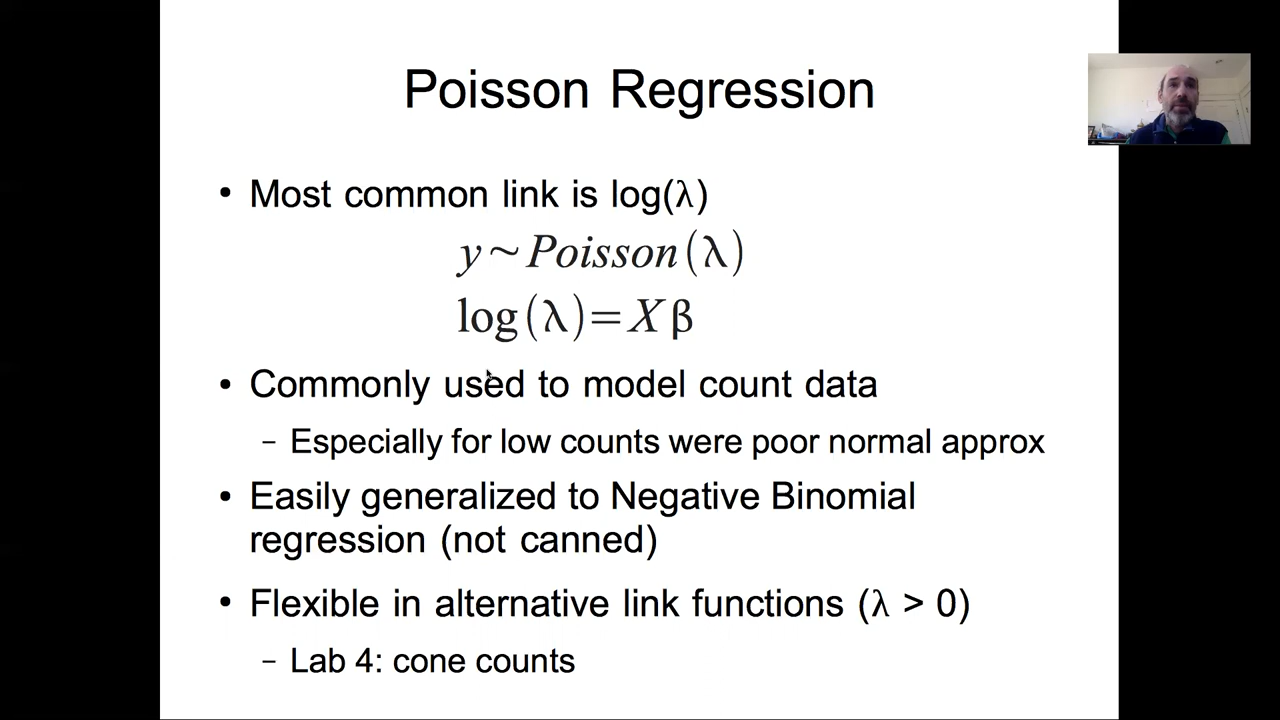 Poisson Regression
• Most common link is log(λ)
y ~ Poisson(λ)
log(λ) = X β
• Commonly used to model count data
– Especially for low counts were poor normal approx
• Easily generalized to Negative Binomial
regression (not canned)
• Flexible in alternative link functions (λ > 0)
– Lab 4: cone counts